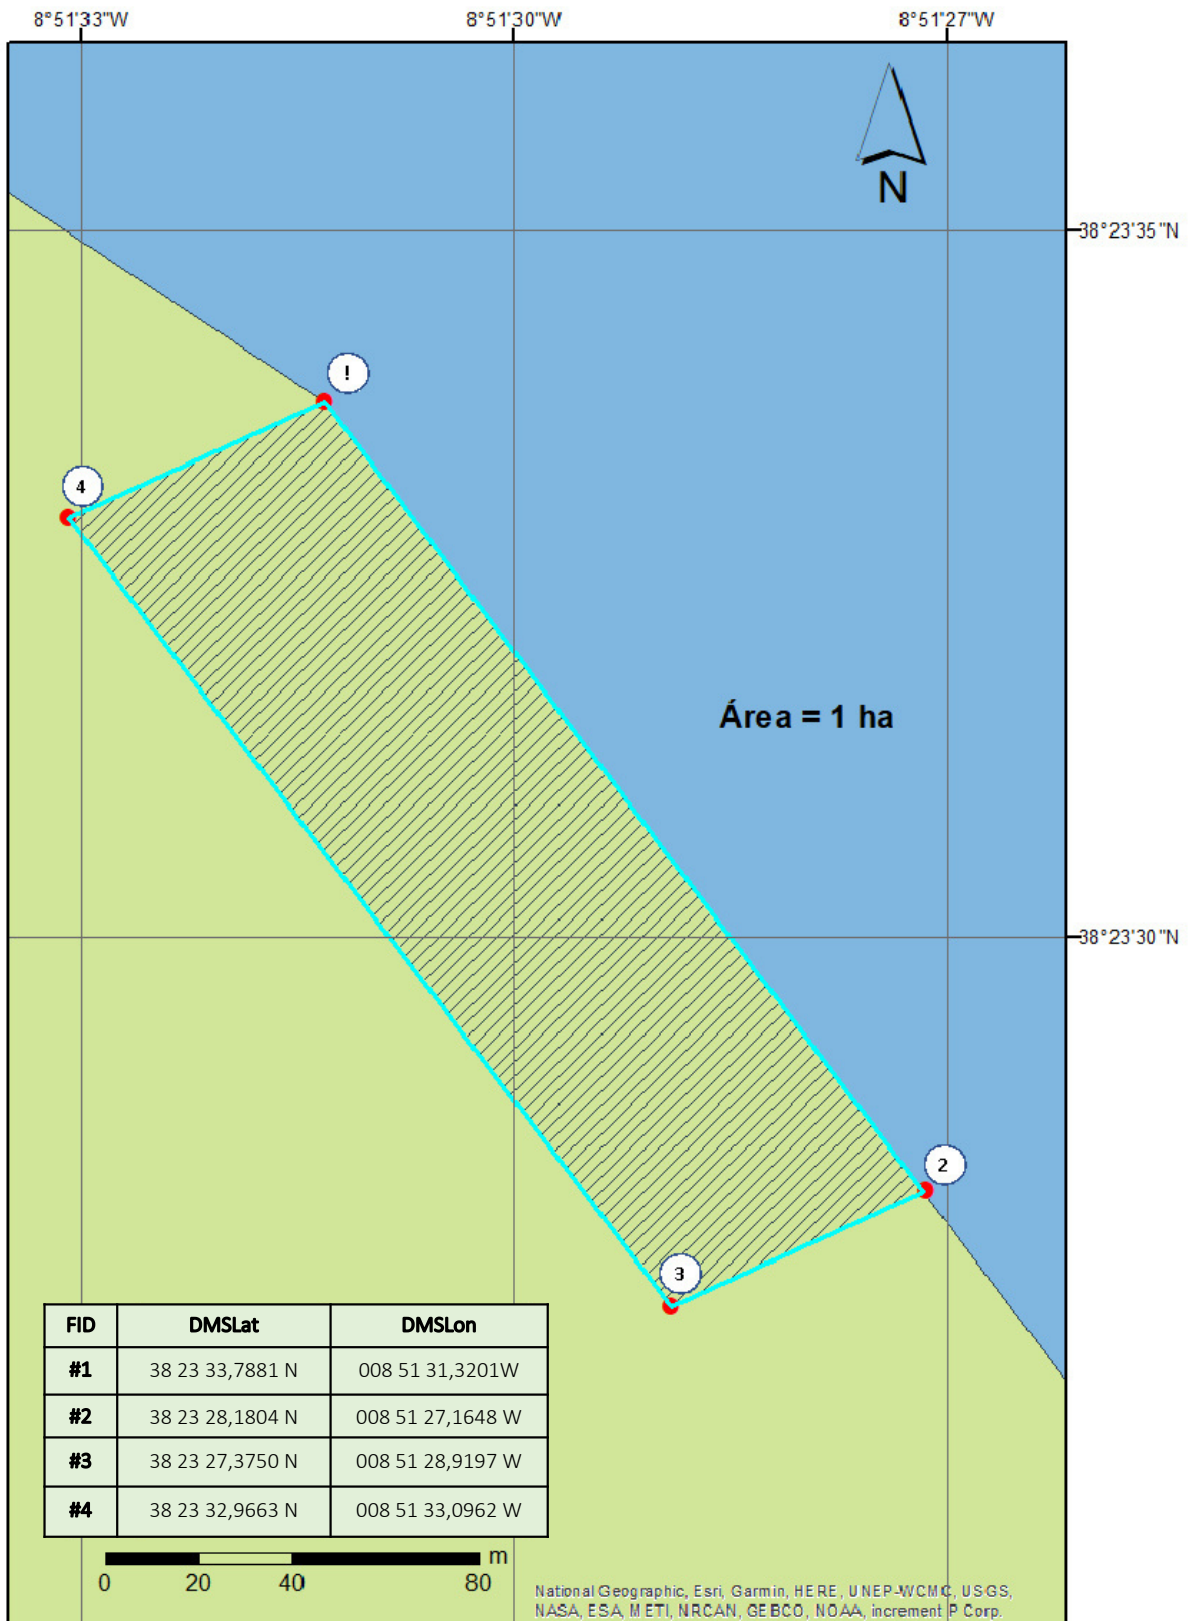 8°51'33"W 8°51'30"W 8°51'27"W
N
38°23'35"N
!
4
Área = 1 ha
38°23'30"N
2
3
FID DMSLat DMSLon
#1 38 23 33,7881 N 008 51 31,3201W
#2 38 23 28,1804 N 008 51 27,1648 W
#3 38 23 27,3750 N 008 51 28,9197 W
#4 38 23 32,9663 N 008 51 33,0962 W
m
0 20 40 80
National Geographic, Esri, Garmin, HERE, UNEP-WCMC, USGS,
NASA, ESA, METI, NRCAN, GEBCO, NOAA, increment P Corp.